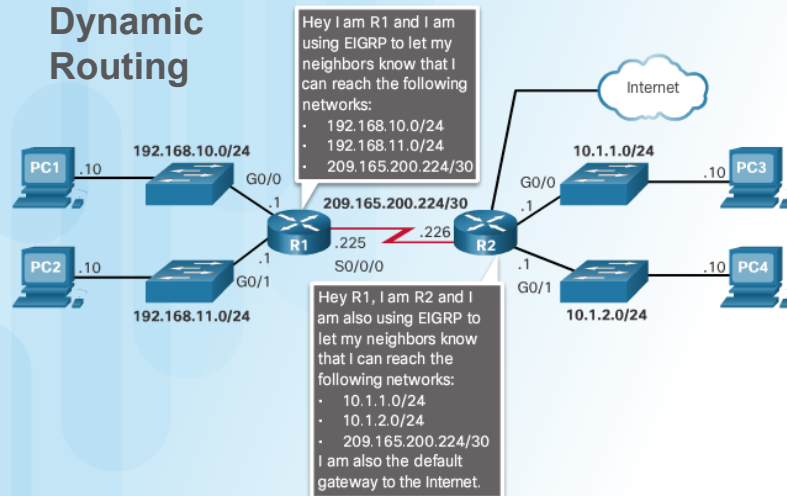 Dynamic
Routing
Hey I am R1 and I am
using EIGRP to let my
neighbors know that I
can reach the following
networks:
· 192.168.10.0/24
· 192.168.11.0/24
· 209.165.200.224/30
Internet
192.168.10.0/24
10.1.1.0/24
PC1
.10
G0/0
.1
209.165.200.224/30
G0/0
.1
.10
PC3
R1
.225
.226
R2
S0/0/0
PC2
.10
.1
G0/1
192.168.11.0/24
.1
G0/1
.10
PC4
10.1.2.0/24
Hey R1, I am R2 and I
am also using EIGRP to
let my neighbors know
that I can reach the
following networks:
· 10.1.1.0/24
· 10.1.2.0/24
· 209.165.200.224/30
I am also the default
gateway to the Internet.